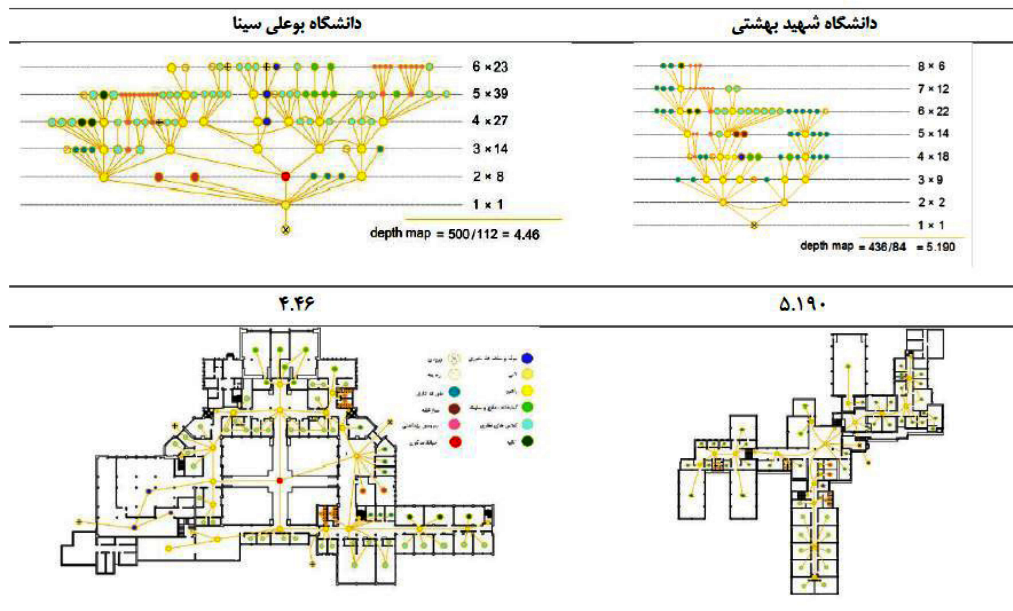 دانشگاه شهید بهشتی
دانشگاه بوعلی سینا
8 × 6
7 × 12
6 × 22
5 × 14
4 × 18
3 × 9
2 × 2
1 × 1
depth map = 436/84 = 5.190
6 × 23
5 × 39
4 × 27
3 × 14
2 × 8
1 × 1
depth map = 500/112 = 4.46
۵.۱۹۰
۴.۴۶